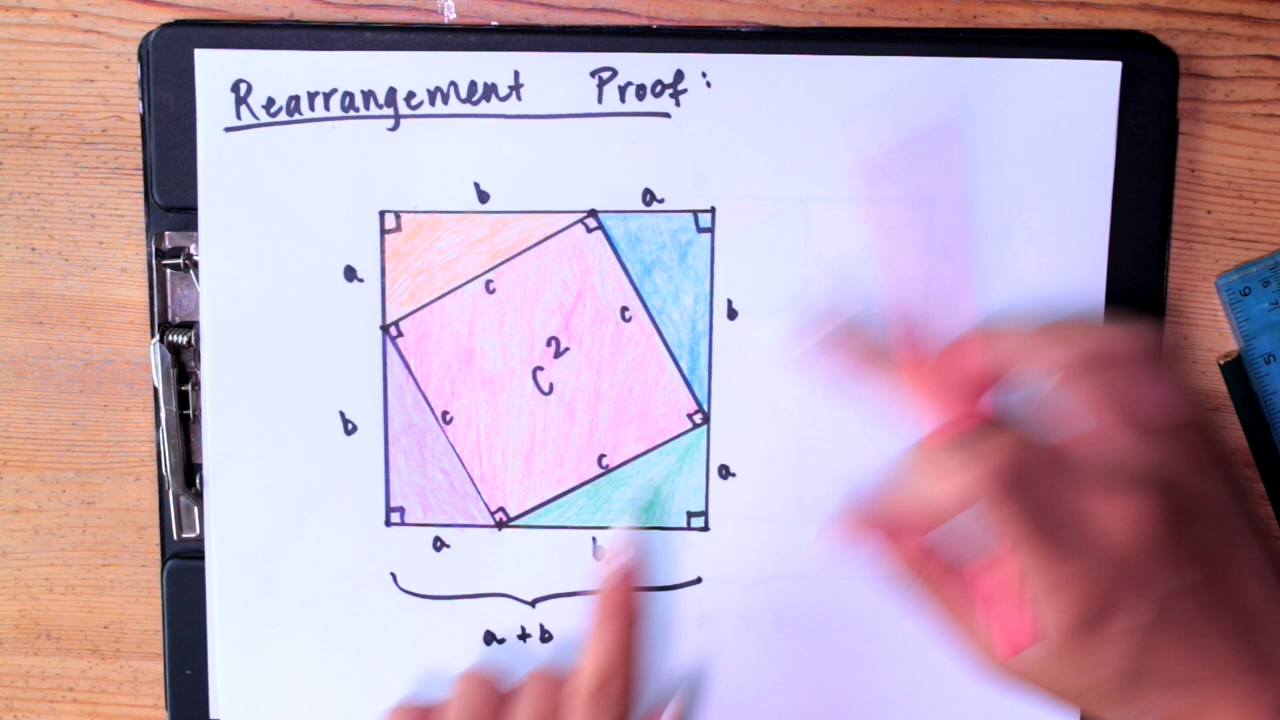 Rearrangement Proof:
b a
a
c
c b
c²
b c
c a
a b
a + b